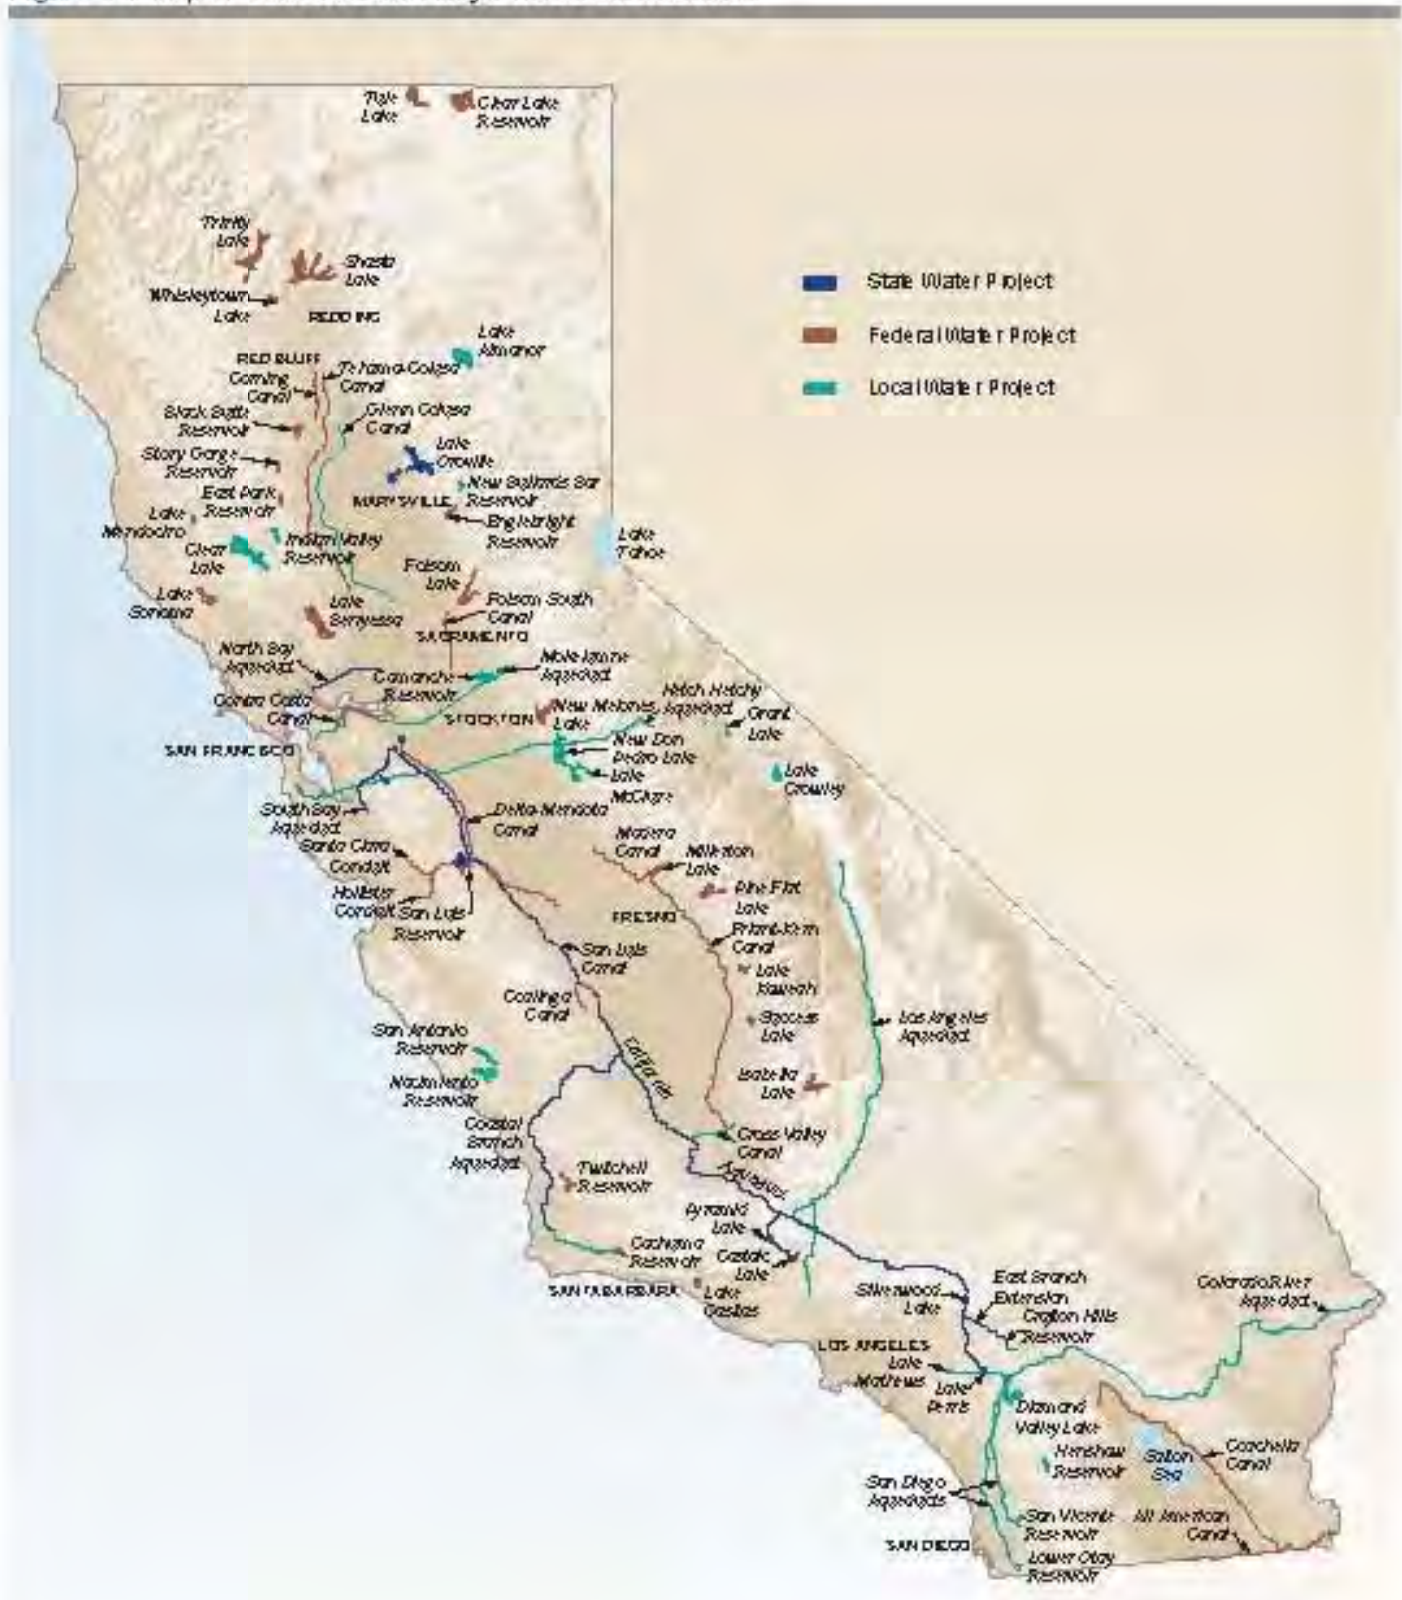 Tule
Lake
Clear Lake
Reservoir
Trinity
Lake
Shasta
Lake
Whiskeytown
Lake
REDDING
State Water Project
Federal Water Project
Local Water Project
Lake
Almanor
RED BLUFF
Corning
Canal
Tehama-Colusa
Canal
Black Butte
Reservoir
Glenn Colusa
Canal
Stony Gorge
Reservoir
Lake
Oroville
East Park
Reservoir
MARYSVILLE
New Bullards Bar
Reservoir
Lake
Mendocino
Englebright
Reservoir
Clear
Lake
Indian Valley
Reservoir
Lake
Tahoe
Folsom
Lake
Lake
Sonoma
Lake
Berryessa
Folsom South
Canal
SACRAMENTO
North Bay
Aqueduct
Camanche
Reservoir
Mokelumne
Aqueduct
Contra Costa
Canal
STOCKTON
New Melones
Lake
Hetch Hetchy
Aqueduct
Grant
Lake
SAN FRANCISCO
New Don
Pedro Lake
Lake
McClure
Lake
Crowley
South Bay
Aqueduct
Delta-Mendota
Canal
Santa Clara
Conduit
Madera
Canal
Millerton
Lake
Hollister
Conduit
San Luis
Reservoir
Pine Flat
Lake
FRESNO
Friant-Kern
Canal
San Luis
Canal
Lake
Kaweah
Coalinga
Canal
Success
Lake
Los Angeles
Aqueduct
San Antonio
Reservoir
California
Isabella
Lake
Nacimiento
Reservoir
Coastal
Branch
Aqueduct
Cross Valley
Canal
Aqueduct
Twitchell
Reservoir
Pyramid
Lake
Cachuma
Reservoir
Castaic
Lake
SANTA BARBARA
Lake
Casitas
Silverwood
Lake
East Branch
Extension
Crafton Hills
Reservoir
Colorado River
Aqueduct
LOS ANGELES
Lake
Mathews
Lake
Perris
Diamond
Valley Lake
Henshaw
Reservoir
Salton
Sea
Coachella
Canal
San Diego
Aqueducts
San Vicente
Reservoir
All American
Canal
SAN DIEGO
Lower Otay
Reservoir